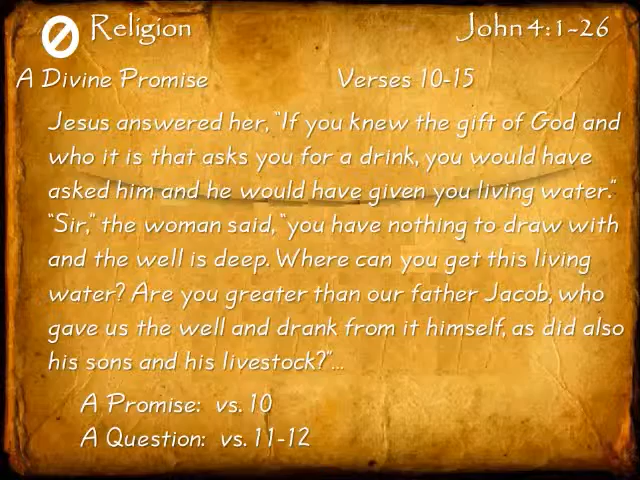 Religion John 4:1-26
A Divine Promise Verses 10-15
Jesus answered her, "If you knew the gift of God and
who it is that asks you for a drink, you would have
asked him and he would have given you living water."
"Sir," the woman said, "you have nothing to draw with
and the well is deep. Where can you get this living
water? Are you greater than our father Jacob, who
gave us the well and drank from it himself, as did also
his sons and his livestock?"...
A Promise: vs. 10
A Question: vs. 11-12